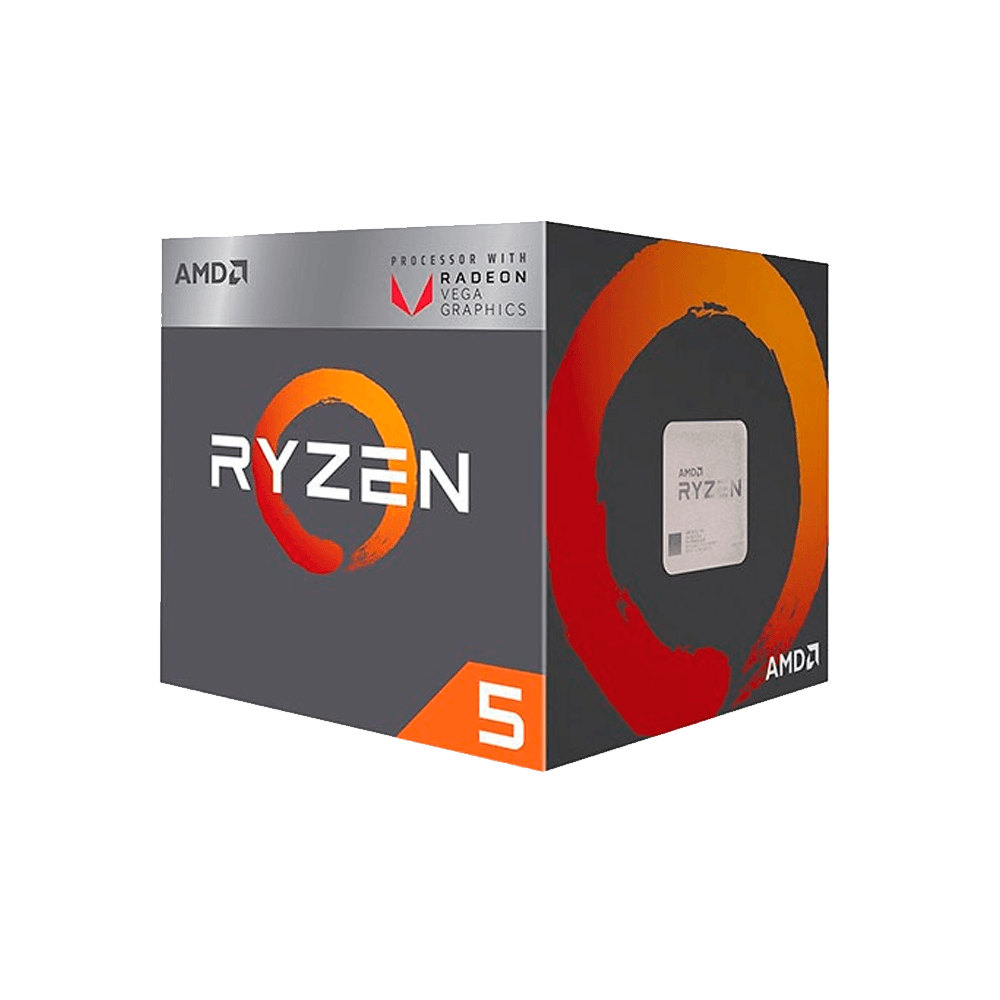 AMD
PROCESSOR WITH
RADEON
VEGA
GRAPHICS
RYZEN
5
AMD
RYZEN
AMD